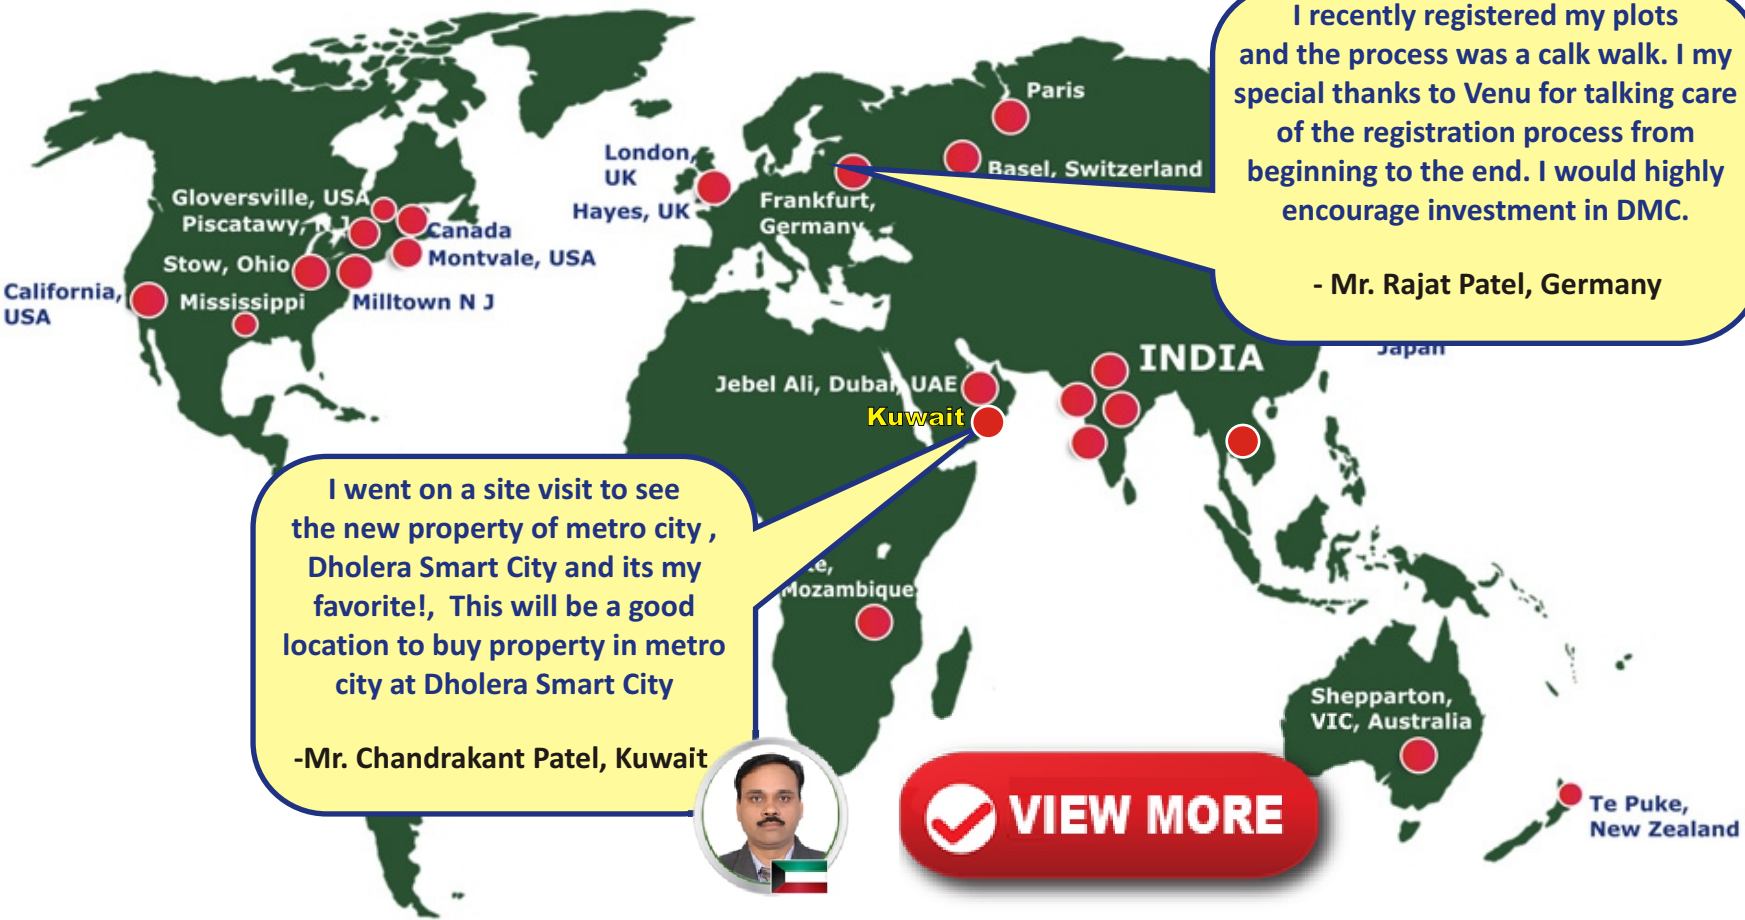 I recently registered my plots
and the process was a calk walk. I my
special thanks to Venu for talking care
of the registration process from
beginning to the end. I would highly
encourage investment in DMC.
- Mr. Rajat Patel, Germany
Paris
Basel, Switzerland
London,
UK
Hayes, UK
Frankfurt,
Germany
Gloversville, USA
Piscatawy, N J
Canada
Montvale, USA
Stow, Ohio
California,
USA
Mississippi
Milltown N J
Japan
INDIA
Jebel Ali, Dubai, UAE
Kuwait
I went on a site visit to see
the new property of metro city ,
Dholera Smart City and its my
favorite!, This will be a good
location to buy property in metro
city at Dholera Smart City
-Mr. Chandrakant Patel, Kuwait
Mozambique
Shepparton,
VIC, Australia
VIEW MORE
Te Puke,
New Zealand